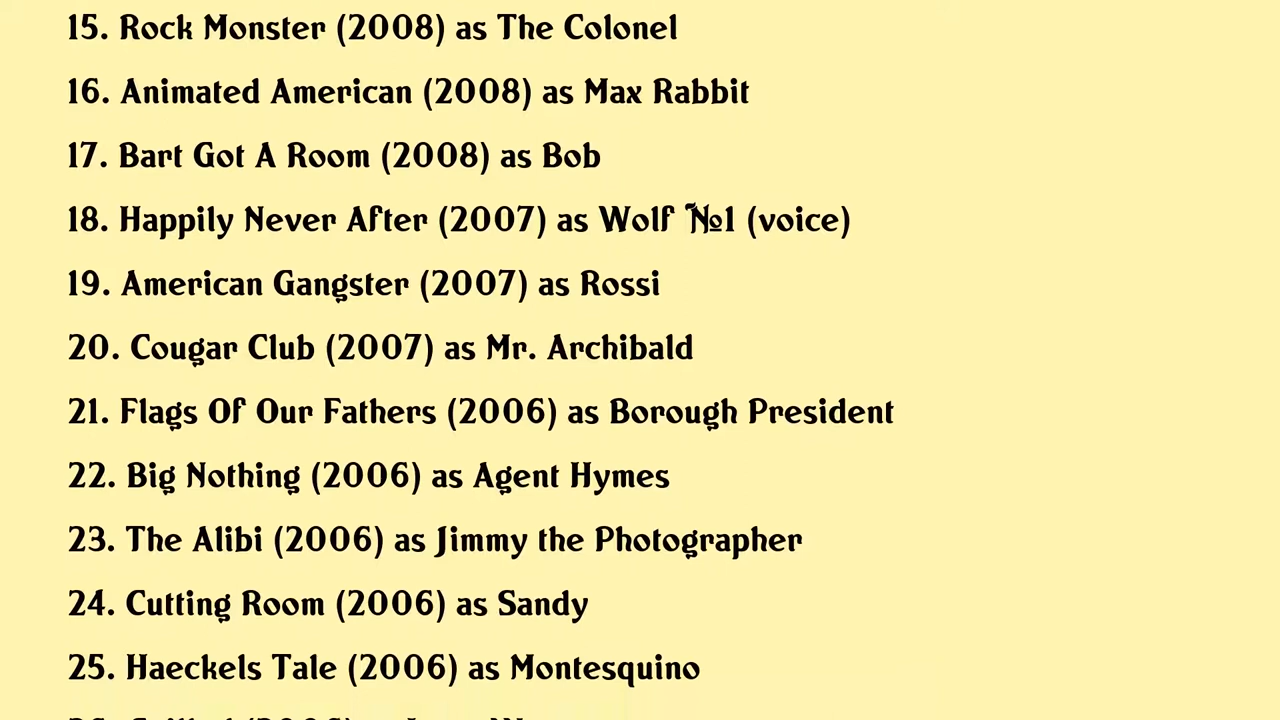 15. Rock Monster (2008) as The Colonel
16. Animated American (2008) as Max Rabbit
17. Bart Got A Room (2008) as Bob
18. Happily Never After (2007) as Wolf №1 (voice)
19. American Gangster (2007) as Rossi
20. Cougar Club (2007) as Mr. Archibald
21. Flags Of Our Fathers (2006) as Borough President
22. Big Nothing (2006) as Agent Hymes
23. The Alibi (2006) as Jimmy the Photographer
24. Cutting Room (2006) as Sandy
25. Haeckels Tale (2006) as Montesquino